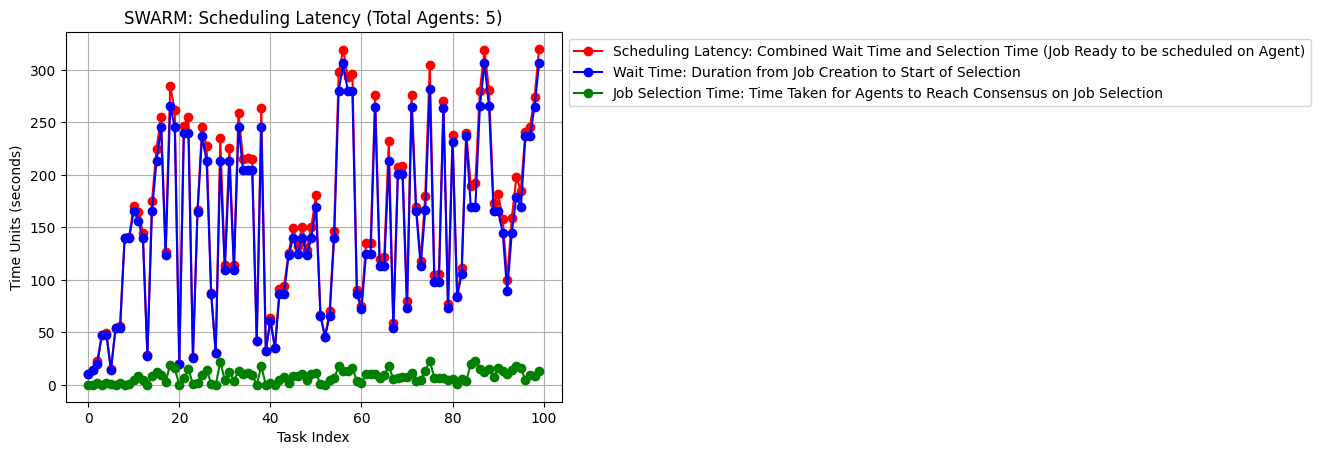 SWARM: Scheduling Latency (Total Agents: 5)
Scheduling Latency: Combined Wait Time and Selection Time (Job Ready to be scheduled on Agent)
Wait Time: Duration from Job Creation to Start of Selection
Job Selection Time: Time Taken for Agents to Reach Consensus on Job Selection
Time Units (seconds)
300
250
200
150
100
50
0
0 20 40 60 80 100
Task Index